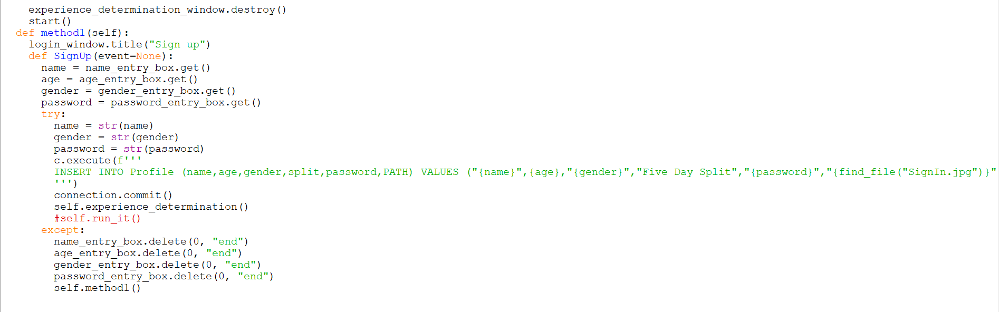 experience_determination_window.destroy()
start()
def method1(self):
login_window.title("Sign up")
def SignUp(event=None):
name = name_entry_box.get()
age = age_entry_box.get()
gender = gender_entry_box.get()
password = password_entry_box.get()
try:
name = str(name)
gender = str(gender)
password = str(password)
c.execute(f'''
INSERT INTO Profile (name,age,gender,split,password,PATH) VALUES ("{name}",{age},"{gender}","Five Day Split","{password}","{find_file("SignIn.jpg")}"
''')
connection.commit()
self.experience_determination()
#self.run_it()
except:
name_entry_box.delete(0, "end")
age_entry_box.delete(0, "end")
gender_entry_box.delete(0, "end")
password_entry_box.delete(0, "end")
self.method1()